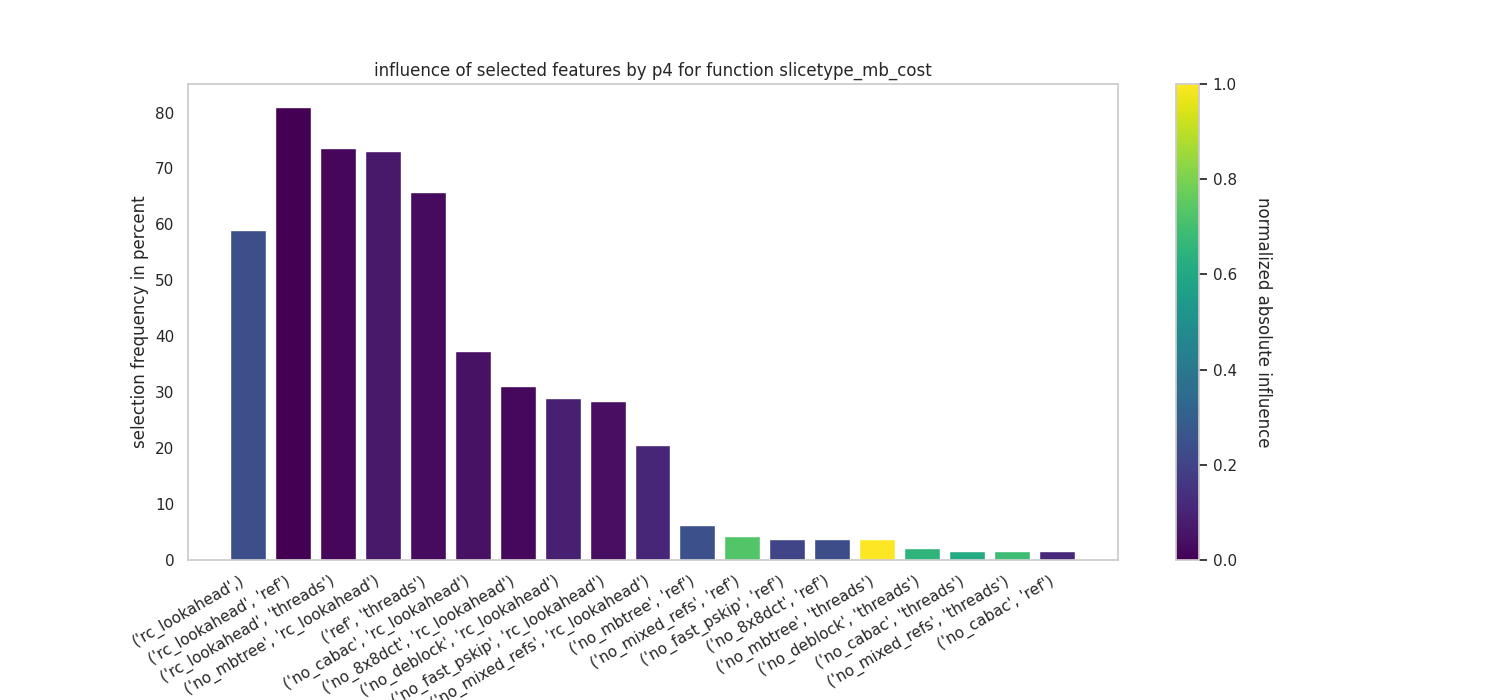 influence of selected features by p4 for function slicetype_mb_cost
selection frequency in percent
80
70
60
50
40
30
20
10
0
('rc_lookahead',)
('rc_lookahead', 'ref')
('rc_lookahead', 'threads')
('no_mbtree', 'rc_lookahead')
('ref', 'threads')
('no_cabac', 'rc_lookahead')
('no_8x8dct', 'rc_lookahead')
('no_deblock', 'rc_lookahead')
('no_fast_pskip', 'rc_lookahead')
('no_mixed_refs', 'rc_lookahead')
('no_mbtree', 'ref')
('no_mixed_refs', 'ref')
('no_fast_pskip', 'ref')
('no_8x8dct', 'ref')
('no_mbtree', 'threads')
('no_deblock', 'threads')
('no_cabac', 'threads')
('no_mixed_refs', 'threads')
('no_cabac', 'ref')
1.0
0.8
0.6
0.4
0.2
0.0
normalized absolute influence